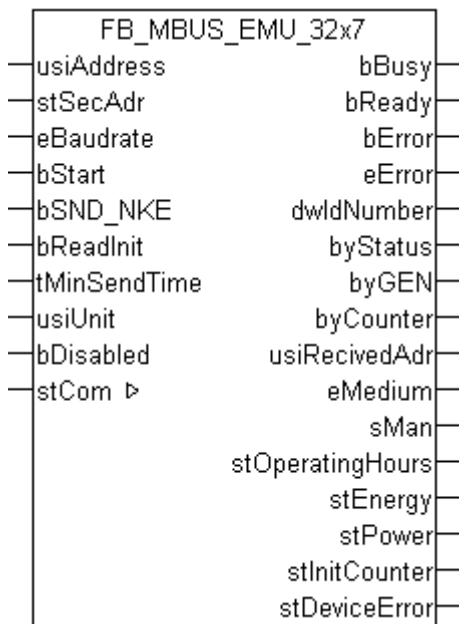 FB_MBUS_EMU_32x7
usiAddress bBusy
stSecAdr bReady
eBaudrate bError
bStart eError
bSND_NKE dwIdNumber
bReadInit byStatus
tMinSendTime byGEN
usiUnit byCounter
bDisabled usiRecivedAdr
stCom ▷ eMedium
sMan
stOperatingHours
stEnergy
stPower
stInitCounter
stDeviceError